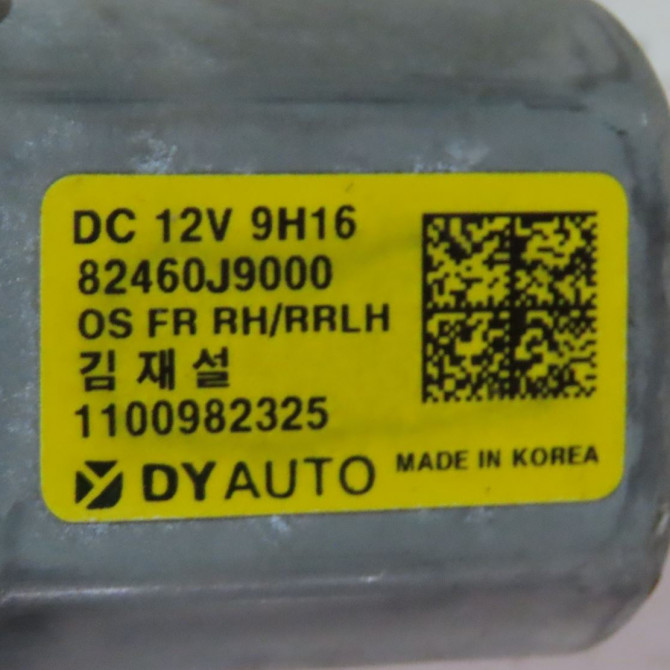 DC 12V 9H16
82460J9000
OS FR RH/RRLH
김 재 설
1100982325
DYAUTO
MADE IN KOREA